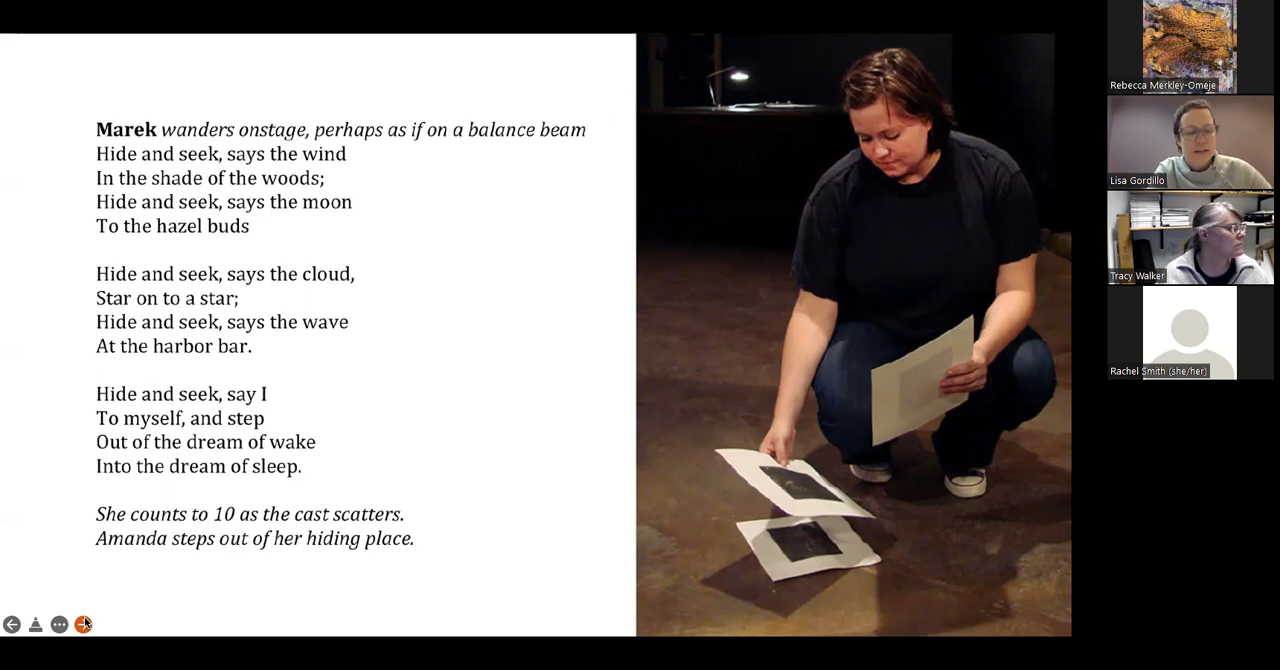 Marek wanders onstage, perhaps as if on a balance beam
Hide and seek, says the wind
In the shade of the woods;
Hide and seek, says the moon
To the hazel buds
Hide and seek, says the cloud,
Star on to a star;
Hide and seek, says the wave
At the harbor bar.
Hide and seek, say I
To myself, and step
Out of the dream of wake
Into the dream of sleep.
She counts to 10 as the cast scatters.
Amanda steps out of her hiding place.
Rebecca Merkley-Omeje
Lisa Gordillo
Tracy Walker
Rachel Smith (she/her)